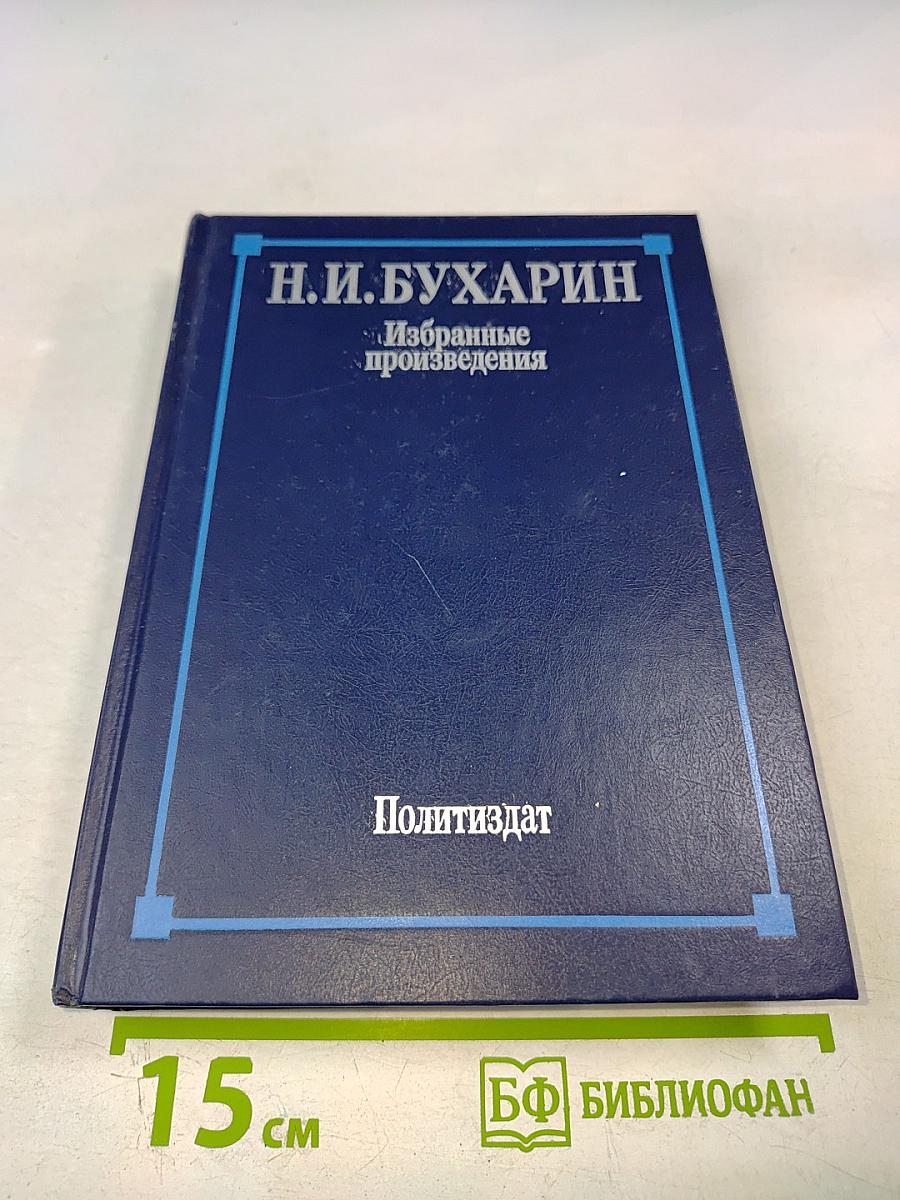 Н.И.БУХАРИН
Избранные
произведения
Политиздат
15 см
БФ БИБЛИОФАН